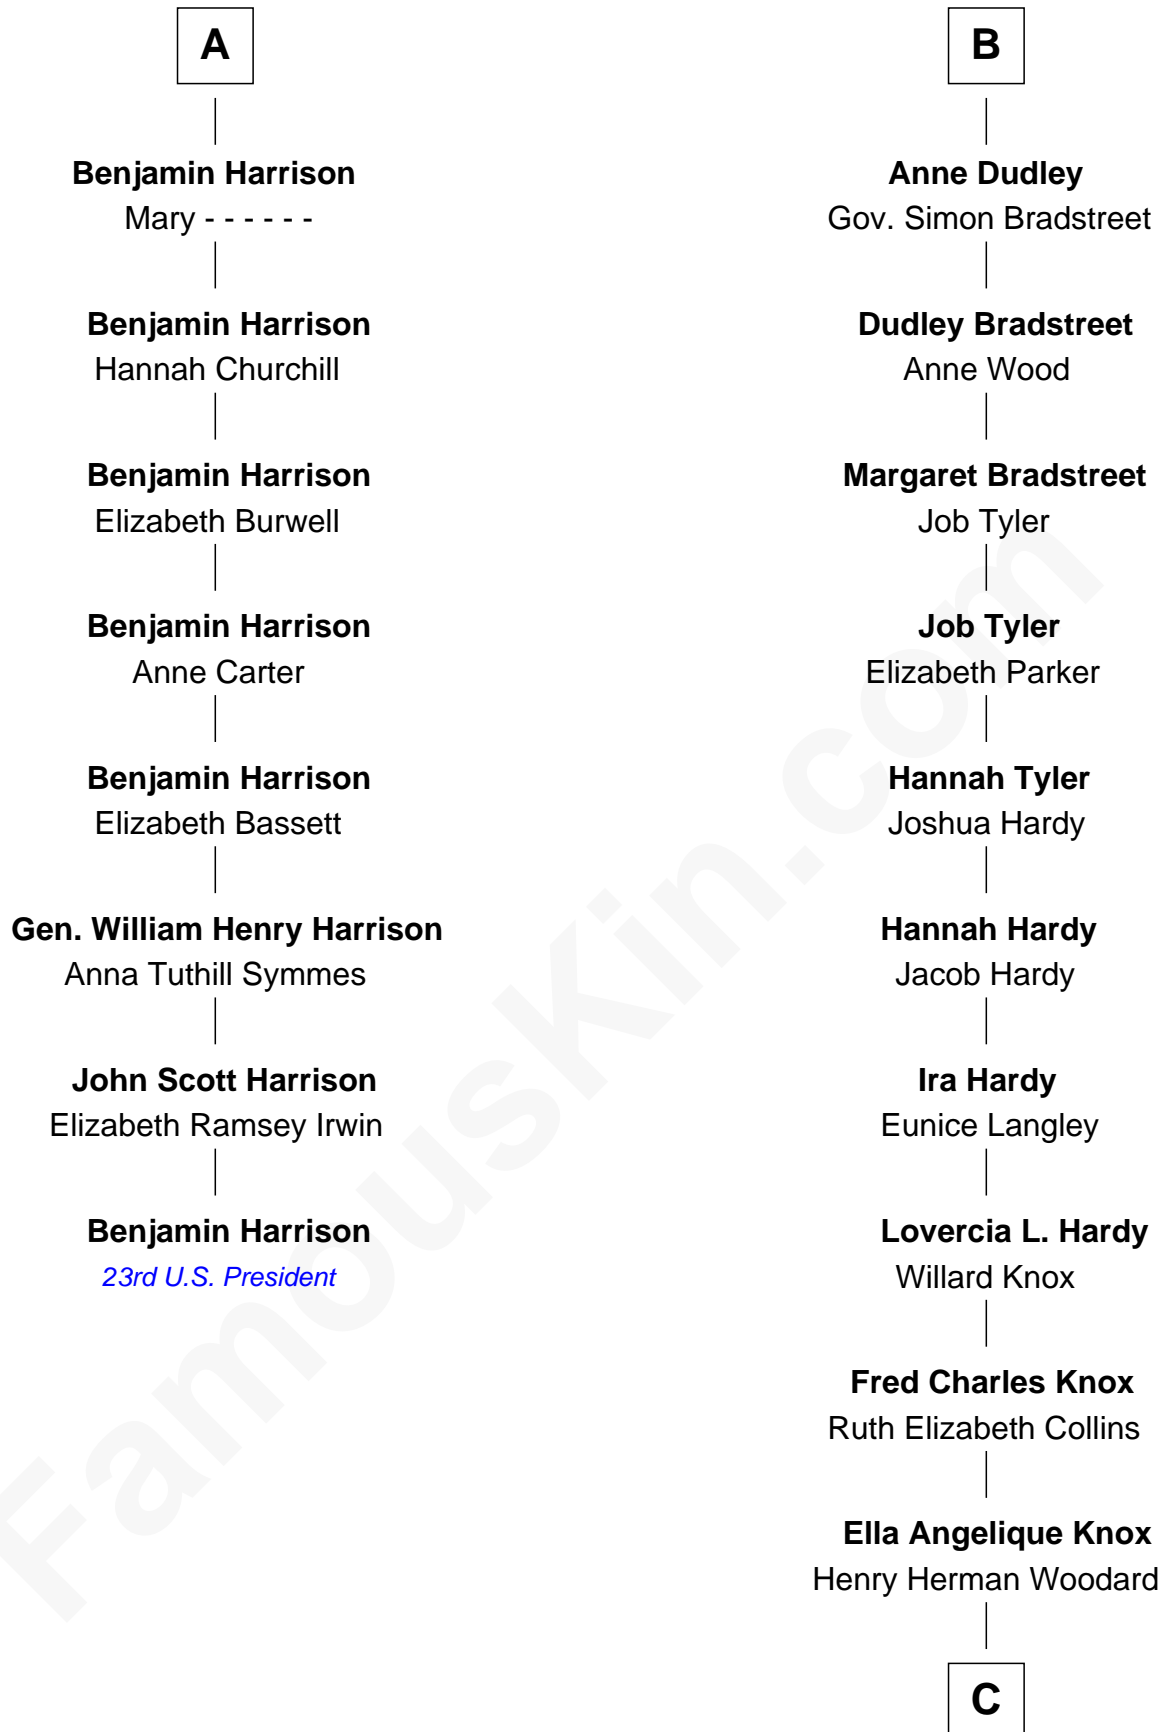 A
Benjamin Harrison
Mary - - - - - -
Benjamin Harrison
Hannah Churchill
Benjamin Harrison
Elizabeth Burwell
Benjamin Harrison
Anne Carter
Benjamin Harrison
Elizabeth Bassett
Gen. William Henry Harrison
Anna Tuthill Symmes
John Scott Harrison
Elizabeth Ramsey Irwin
Benjamin Harrison
23rd U.S. President
B
Anne Dudley
Gov. Simon Bradstreet
Dudley Bradstreet
Anne Wood
Margaret Bradstreet
Job Tyler
Job Tyler
Elizabeth Parker
Hannah Tyler
Joshua Hardy
Hannah Hardy
Jacob Hardy
Ira Hardy
Eunice Langley
Lovercia L. Hardy
Willard Knox
Fred Charles Knox
Ruth Elizabeth Collins
Ella Angelique Knox
Henry Herman Woodard
C
FamousKin.com